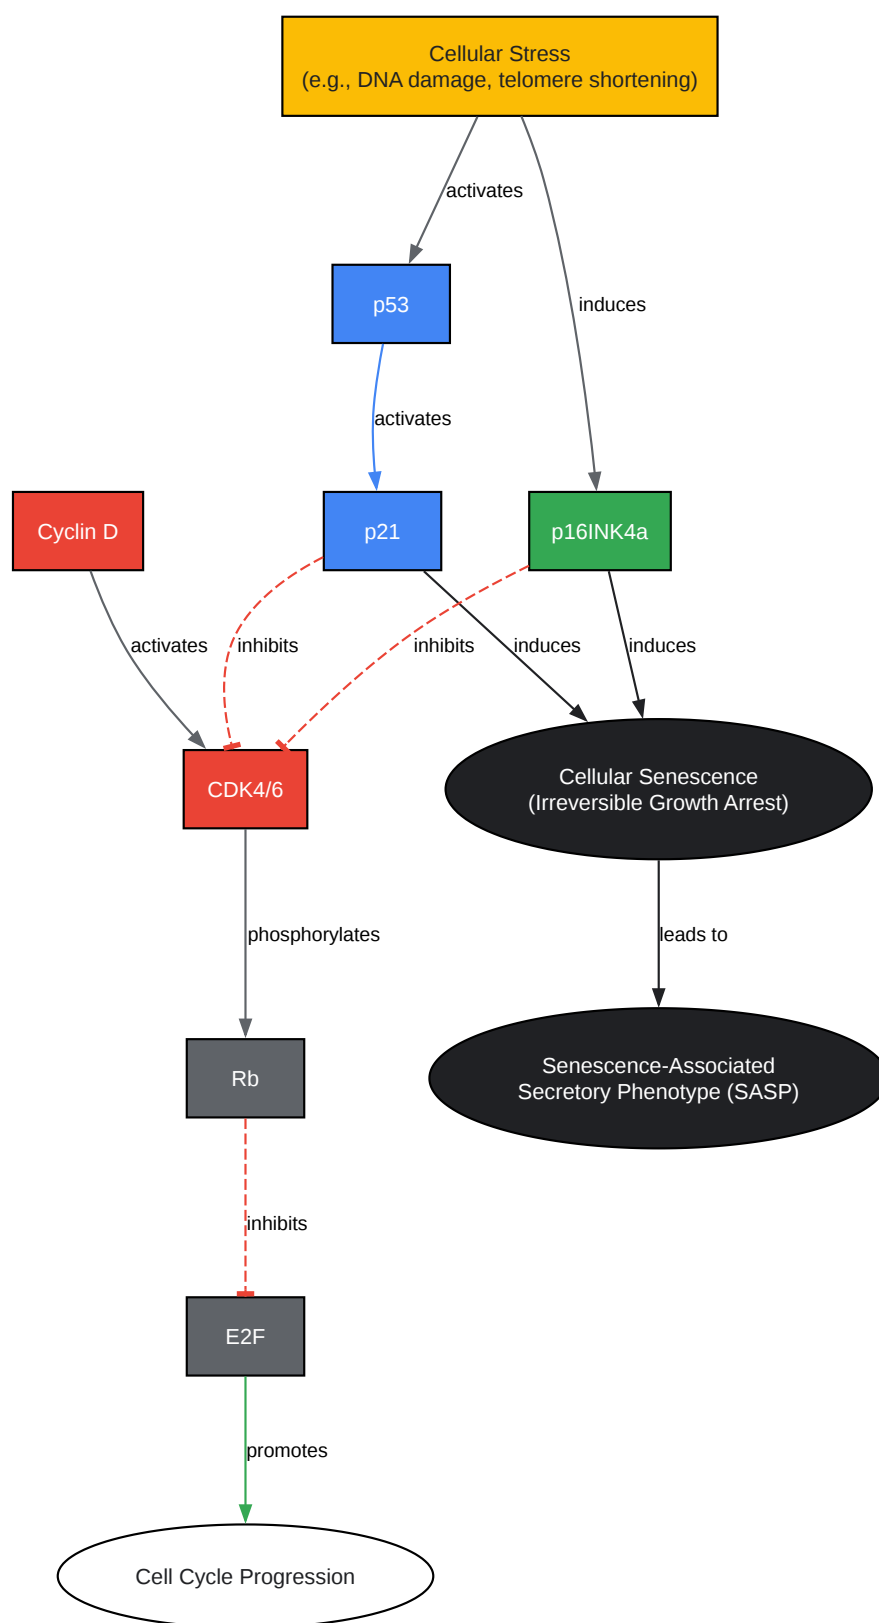 Cellular Stress
(e.g., DNA damage, telomere shortening)
activates
p53
induces
activates
Cyclin D
p21
p16INK4a
activates
inhibits
inhibits
induces
induces
CDK4/6
Cellular Senescence
(Irreversible Growth Arrest)
phosphorylates
leads to
Rb
Senescence-Associated
Secretory Phenotype (SASP)
inhibits
E2F
promotes
Cell Cycle Progression